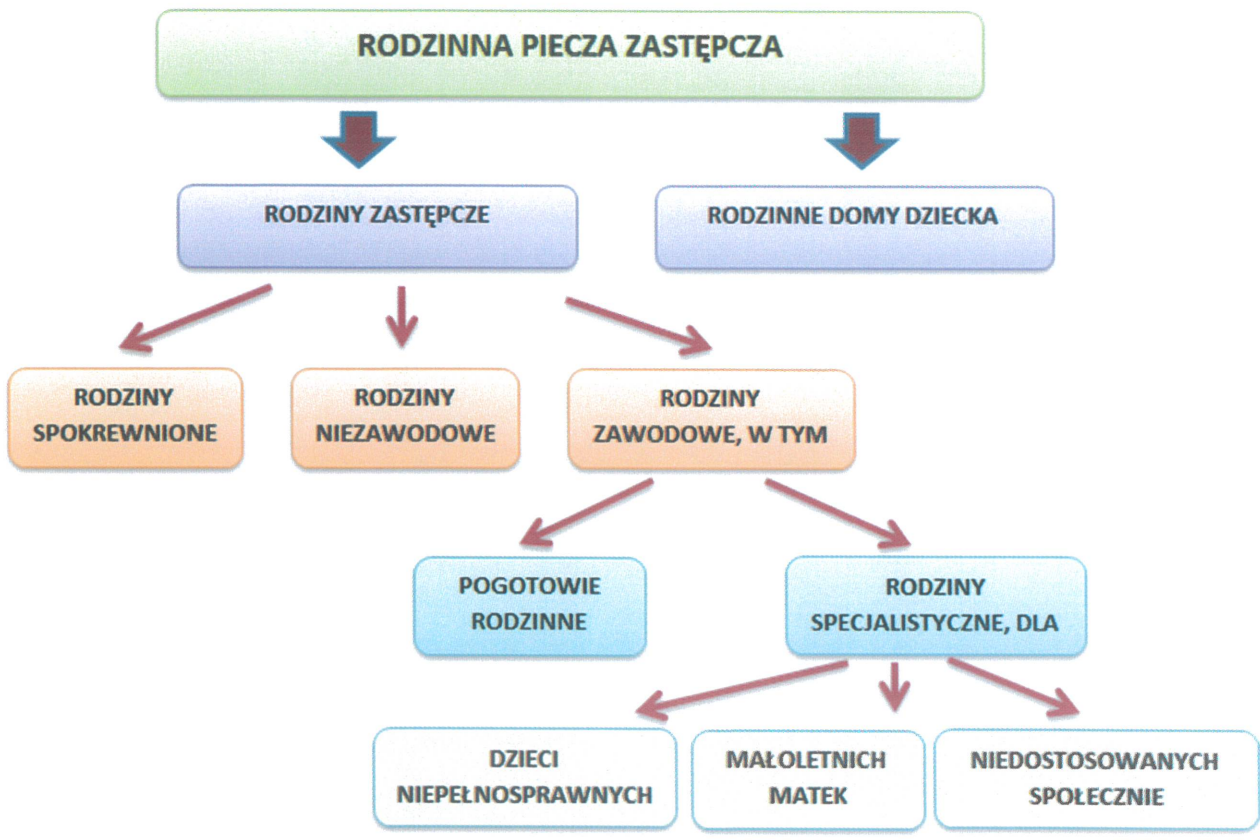 RODZINNA PIECZA ZASTĘPCZA
RODZINY ZASTĘPCZE
RODZINNE DOMY DZIECKA
RODZINY
SPOKREWNIONE
RODZINY
NIEZAWODOWE
RODZINY
ZAWODOWE, W TYM
POGOTOWIE
RODZINNE
RODZINY
SPECJALISTYCZNE, DLA
DZIECI
NIEPEŁNOSPRAWNYCH
MAŁOLETNICH
MATEK
NIEDOSTOSOWANYCH
SPOŁECZNIE